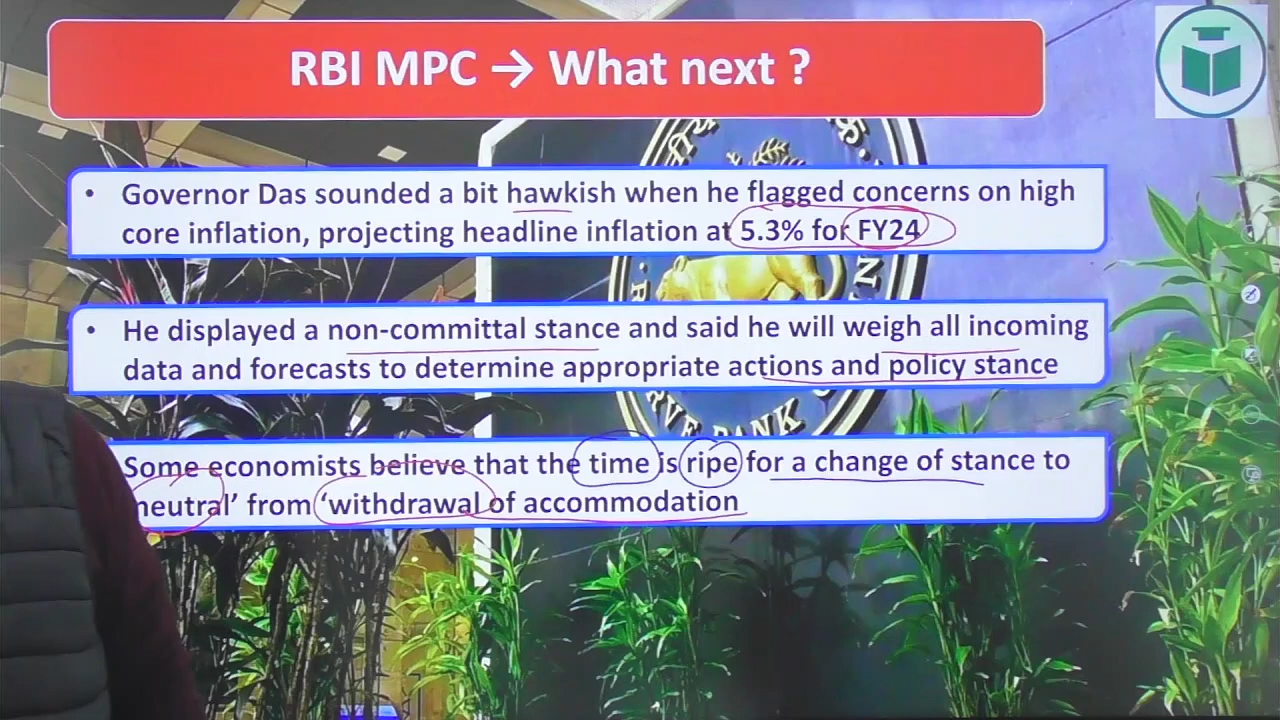 RBI MPC → What next ?
• Governor Das sounded a bit hawkish when he flagged concerns on high
core inflation, projecting headline inflation at 5.3% for FY24
• He displayed a non-committal stance and said he will weigh all incoming
data and forecasts to determine appropriate actions and policy stance
Some economists believe that the time is ripe for a change of stance to
neutral’ from ‘withdrawal of accommodation
RVE BANK